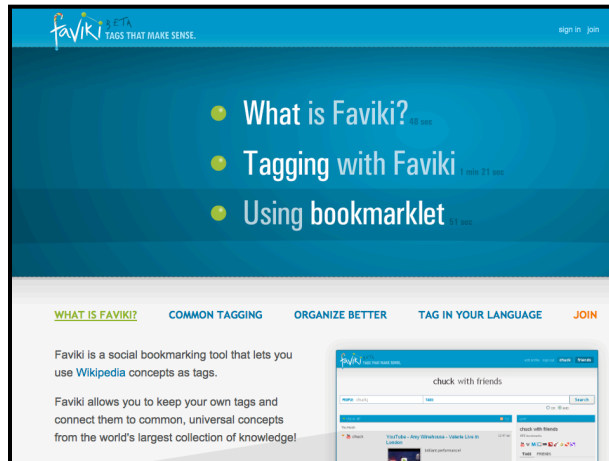 faviki BETA TAGS THAT MAKE SENSE.
sign in join
What is Faviki? 48 sec
Tagging with Faviki 1 min 21 sec
Using bookmarklet 51 sec
WHAT IS FAVIKI? COMMON TAGGING ORGANIZE BETTER TAG IN YOUR LANGUAGE JOIN
Faviki is a social bookmarking tool that lets you
use Wikipedia concepts as tags.
Faviki allows you to keep your own tags and
connect them to common, universal concepts
from the world's largest collection of knowledge!
faviki
chuck friends
chuck with friends
chuck
Search
chuck
YouTube - Amy Winehouse - Valerie Live in
London
chuck with friends
TAGS FRIENDS